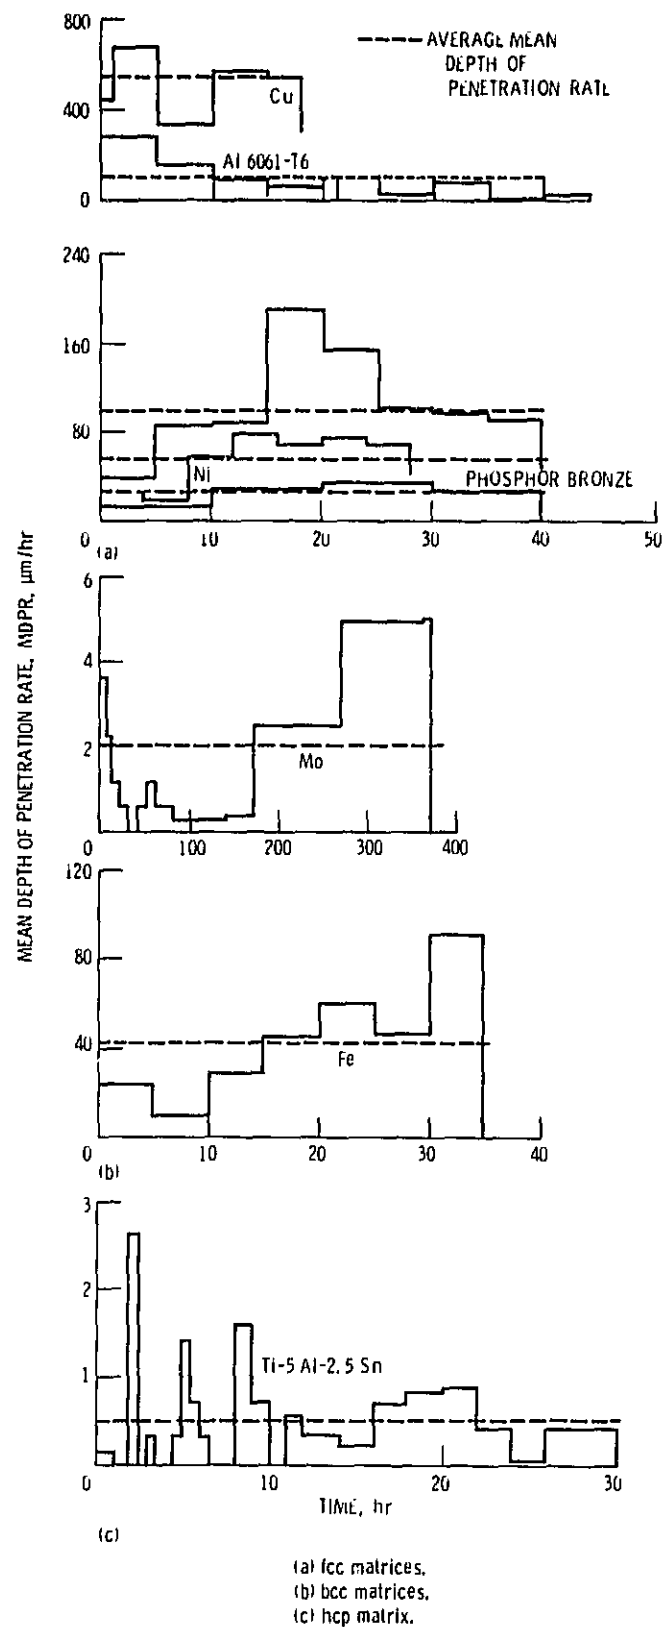 800
400
0
AVERAGE MEAN
DEPTH OF
PENETRATION RATE
Cu
Al 6061-T6
240
160
80
Ni
PHOSPHOR BRONZE
0
10
20
30
40
50
(a)
MEAN DEPTH OF PENETRATION RATE, MDPR, μm/hr
6
4
2
Mo
0
100
200
300
400
120
80
40
Fe
0
10
20
30
40
(b)
3
2
1
Ti-5 Al-2.5 Sn
0
10
20
30
TIME, hr
(c)
(a) fcc matrices.
(b) bcc matrices.
(c) hcp matrix.